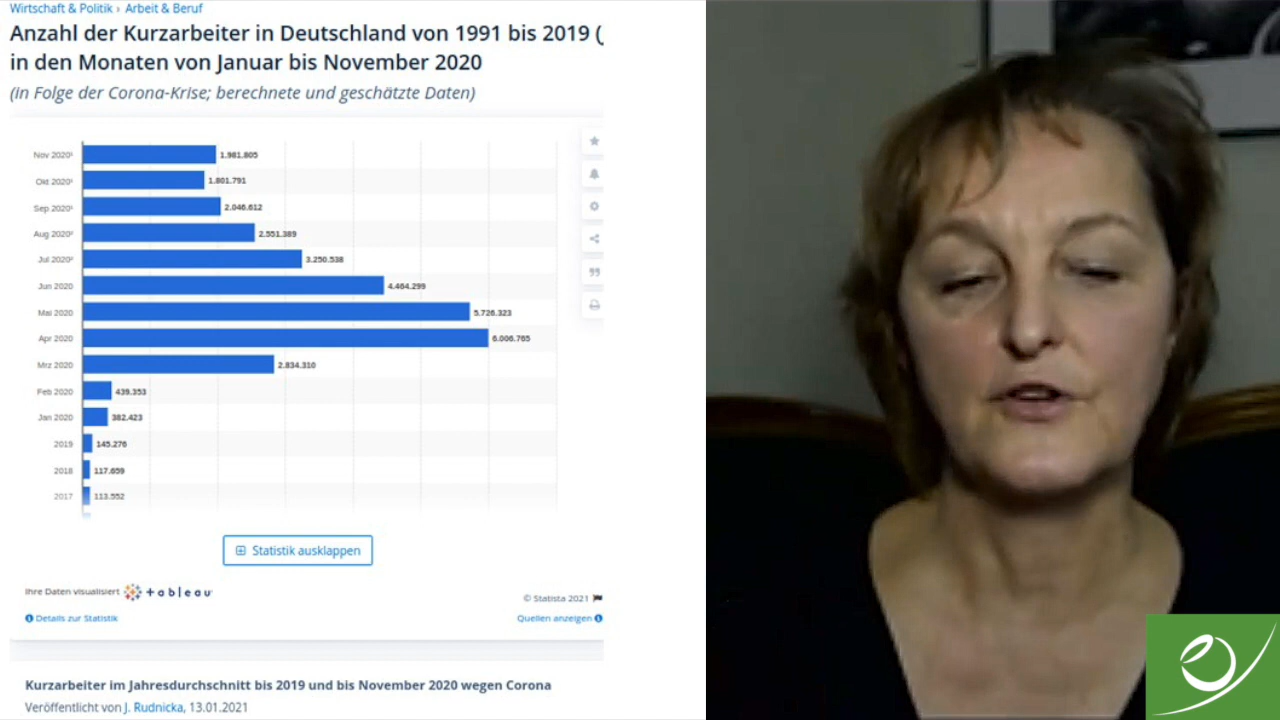 Wirtschaft & Politik › Arbeit & Beruf
Anzahl der Kurzarbeiter in Deutschland von 1991 bis 2019 (
in den Monaten von Januar bis November 2020
(in Folge der Corona-Krise; berechnete und geschätzte Daten)
Nov 2020¹ 1.981.805
Okt 2020¹ 1.801.791
Sep 2020¹ 2.046.612
Aug 2020² 2.551.389
Jul 2020² 3.250.538
Jun 2020 4.464.299
Mai 2020 5.726.323
Apr 2020 6.006.765
Mrz 2020 2.834.310
Feb 2020 439.353
Jan 2020 382.423
2019 145.276
2018 117.659
2017 113.552
Statistik ausklappen
Ihre Daten visualisiert +ableau
© Statista 2021
Details zur Statistik
Quellen anzeigen
Kurzarbeiter im Jahresdurchschnitt bis 2019 und bis November 2020 wegen Corona
Veröffentlicht von J. Rudnicka, 13.01.2021